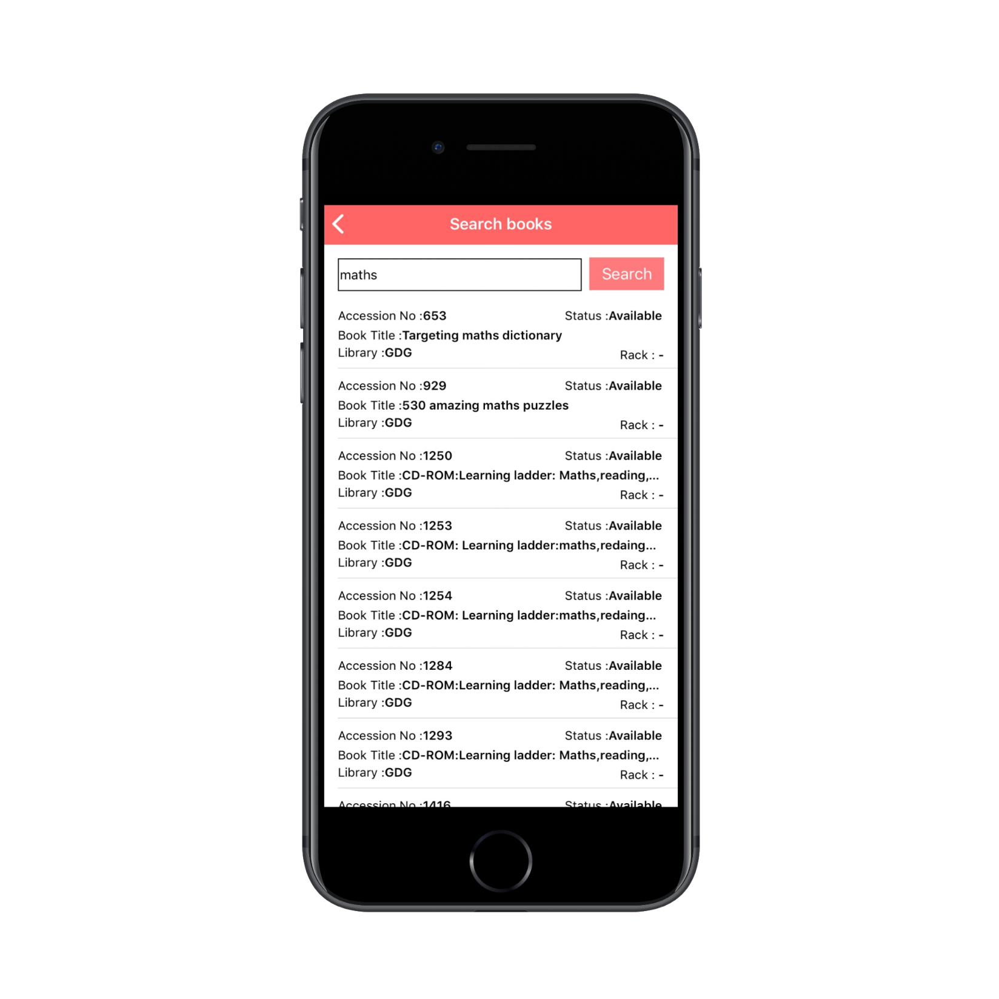 Search books
maths
Search
Accession No :653 Status :Available
Book Title :Targeting maths dictionary
Library :GDG Rack : -
Accession No :929 Status :Available
Book Title :530 amazing maths puzzles
Library :GDG Rack : -
Accession No :1250 Status :Available
Book Title :CD-ROM:Learning ladder: Maths,reading,...
Library :GDG Rack : -
Accession No :1253 Status :Available
Book Title :CD-ROM: Learning ladder:maths,redaing...
Library :GDG Rack : -
Accession No :1254 Status :Available
Book Title :CD-ROM: Learning ladder:maths,redaing...
Library :GDG Rack : -
Accession No :1284 Status :Available
Book Title :CD-ROM:Learning ladder: Maths,reading,...
Library :GDG Rack : -
Accession No :1293 Status :Available
Book Title :CD-ROM:Learning ladder: Maths,reading,...
Library :GDG Rack : -
Accession No :1416 Status :Available